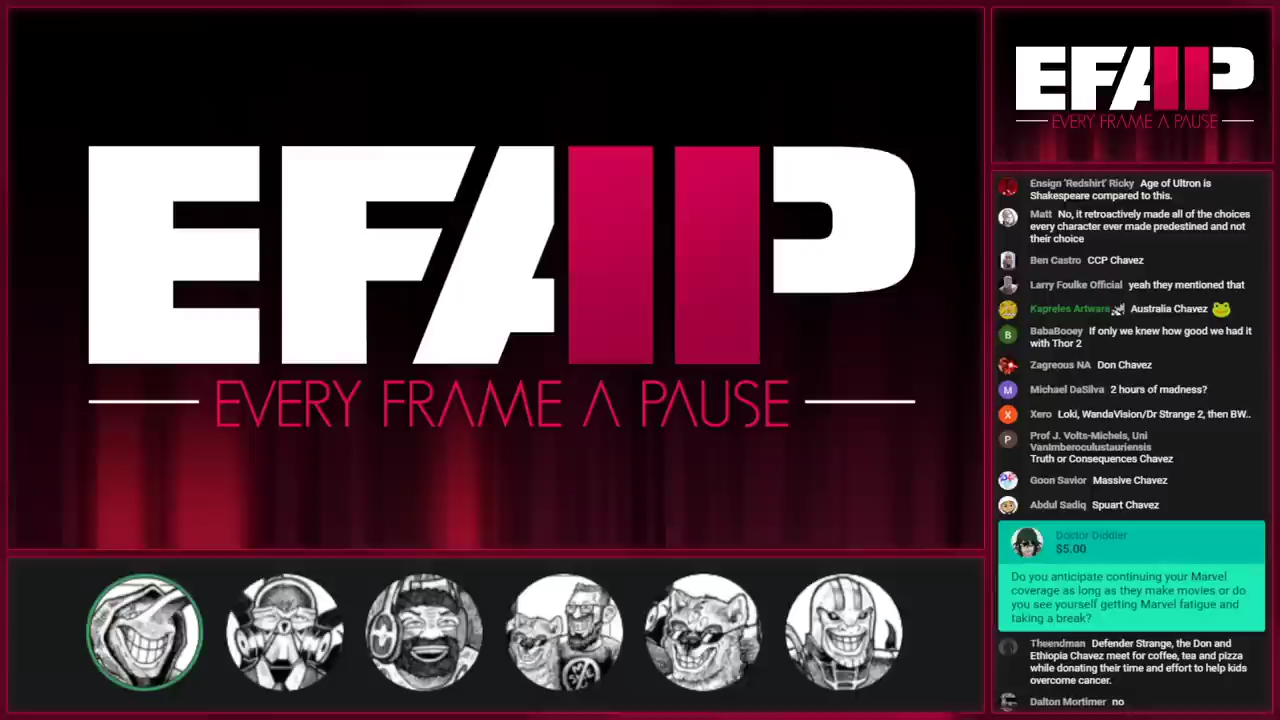 EFAP
EVERY FRAME A PAUSE
EFAP
EVERY FRAME A PAUSE
Ensign 'Redshirt' Ricky Age of Ultron is
Shakespeare compared to this.
Matt No, it retroactively made all of the choices
every character ever made predestined and not
their choice
Ben Castro CCP Chavez
Larry Foulke Official yeah they mentioned that
Kapreles Artwars Australia Chavez
B
BabaBooey If only we knew how good we had it
with Thor 2
Zagreous NA Don Chavez
M
Michael DaSilva 2 hours of madness?
X
Xero Loki, WandaVision/Dr Strange 2, then BW..
P
Prof J. Volts-Michels, Uni
VanImberoculustauriensis
Truth or Consequences Chavez
Goon Savior Massive Chavez
Abdul Sadiq Spuart Chavez
Doctor Diddler
$5.00
Do you anticipate continuing your Marvel
coverage as long as they make movies or do
you see yourself getting Marvel fatigue and
taking a break?
Theendman Defender Strange, the Don and
Ethiopia Chavez meet for coffee, tea and pizza
while donating their time and effort to help kids
overcome cancer.
Dalton Mortimer no